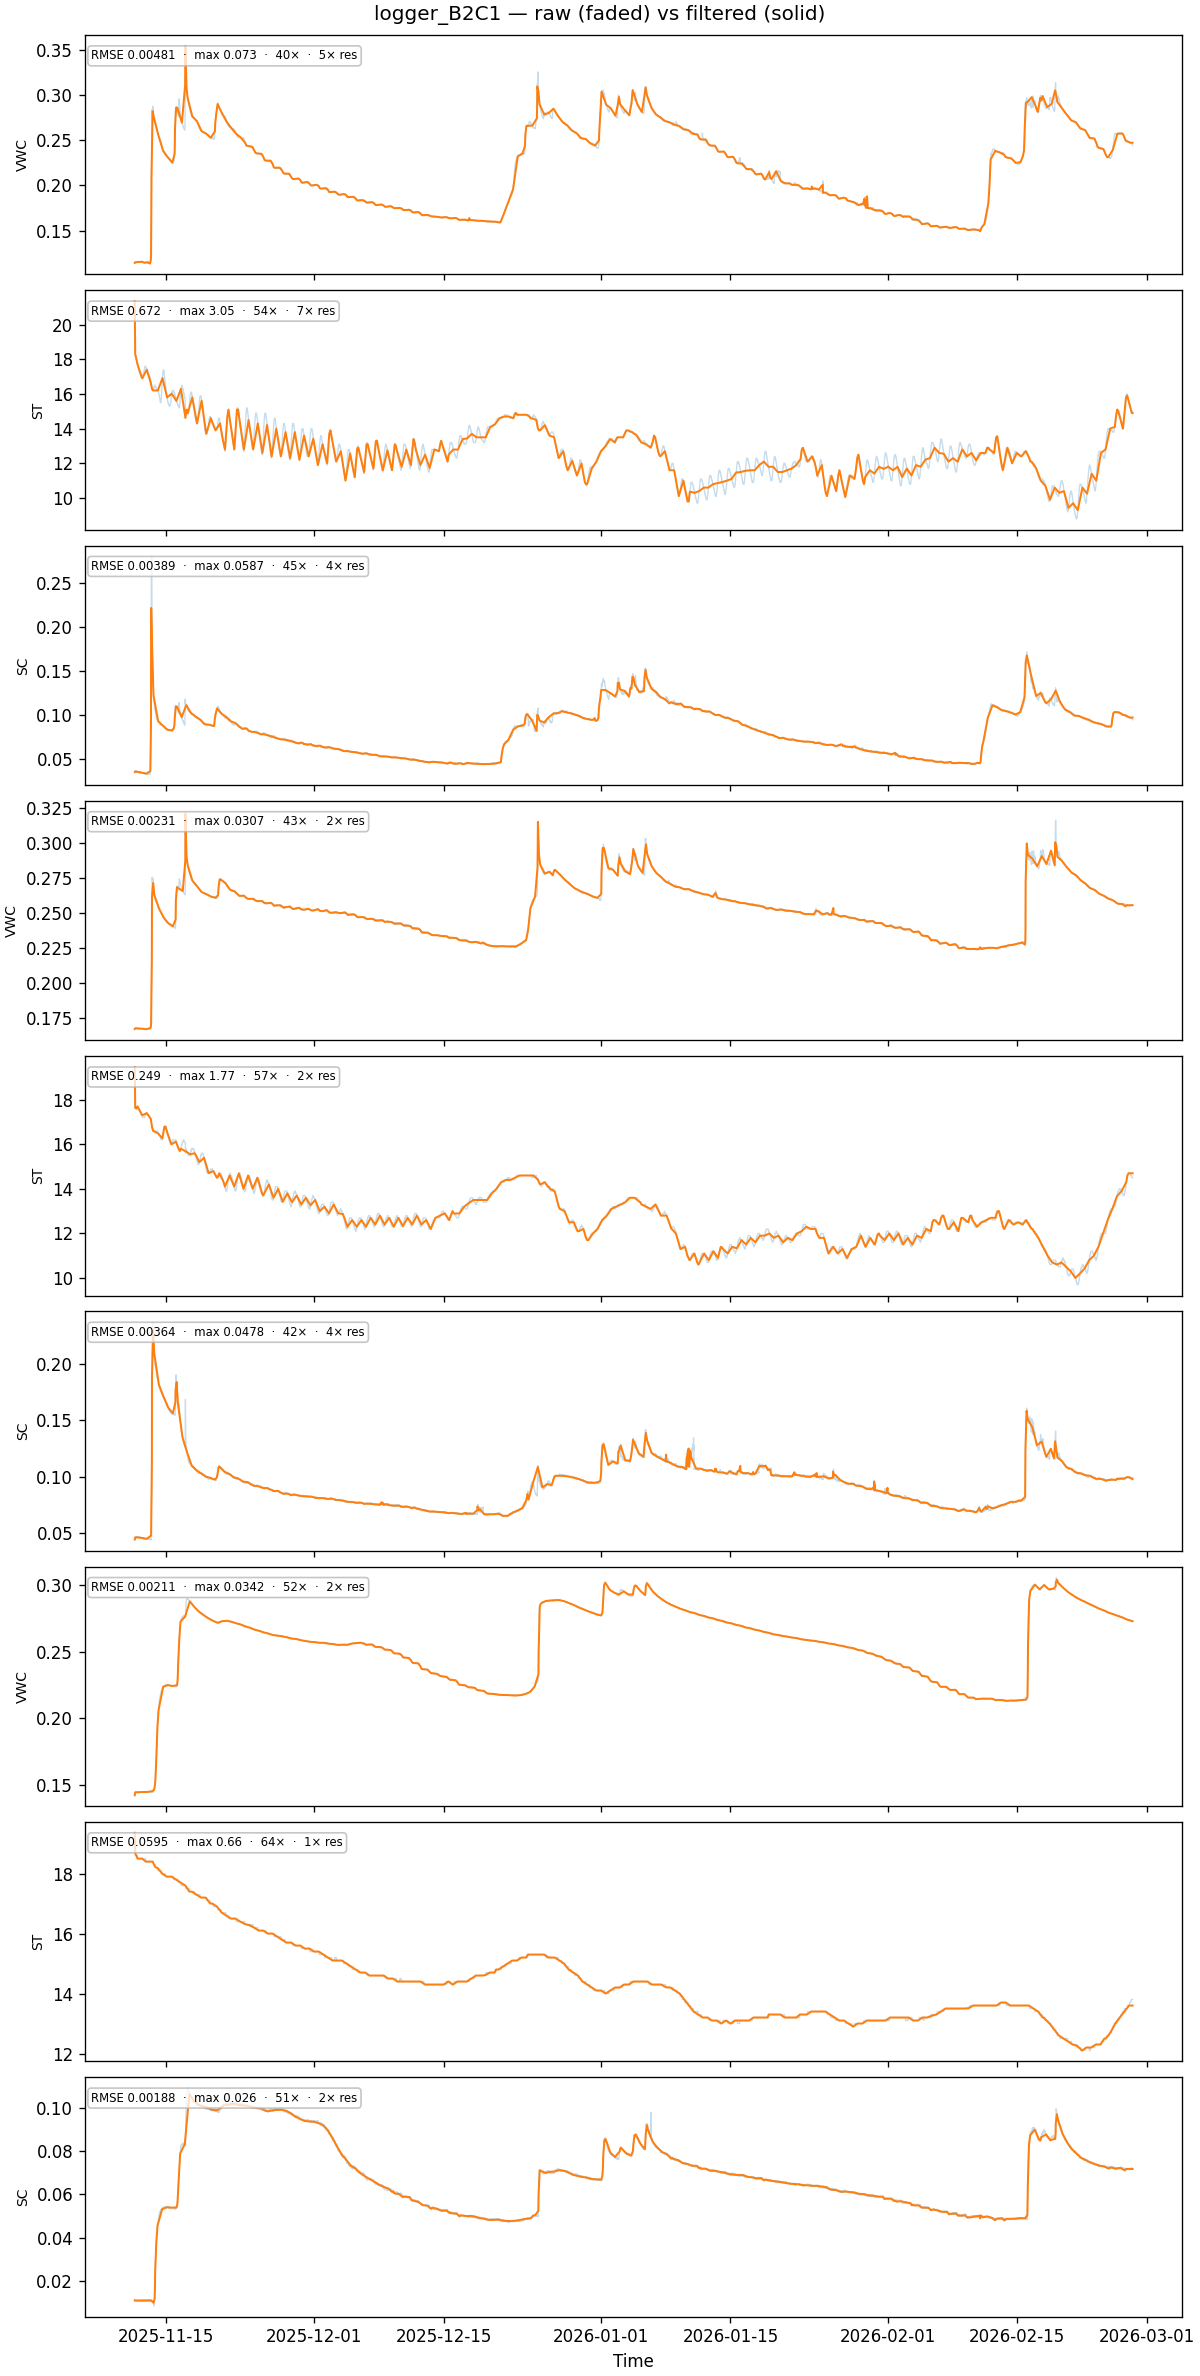 logger_B2C1 — raw (faded) vs filtered (solid)
RMSE 0.00481 · max 0.073 · 40× · 5× res
0.35
0.30
0.25
0.20
0.15
VWC
RMSE 0.672 · max 3.05 · 54× · 7× res
20
18
16
14
12
10
ST
RMSE 0.00389 · max 0.0587 · 45× · 4× res
0.25
0.20
0.15
0.10
0.05
SC
RMSE 0.00231 · max 0.0307 · 43× · 2× res
0.325
0.300
0.275
0.250
0.225
0.200
0.175
VWC
RMSE 0.249 · max 1.77 · 57× · 2× res
18
16
14
12
10
ST
RMSE 0.00364 · max 0.0478 · 42× · 4× res
0.20
0.15
0.10
0.05
SC
RMSE 0.00211 · max 0.0342 · 52× · 2× res
0.30
0.25
0.20
0.15
VWC
RMSE 0.0595 · max 0.66 · 64× · 1× res
18
16
14
12
ST
RMSE 0.00188 · max 0.026 · 51× · 2× res
0.10
0.08
0.06
0.04
0.02
SC
2025-11-15 2025-12-01 2025-12-15 2026-01-01 2026-01-15 2026-02-01 2026-02-15 2026-03-01
Time